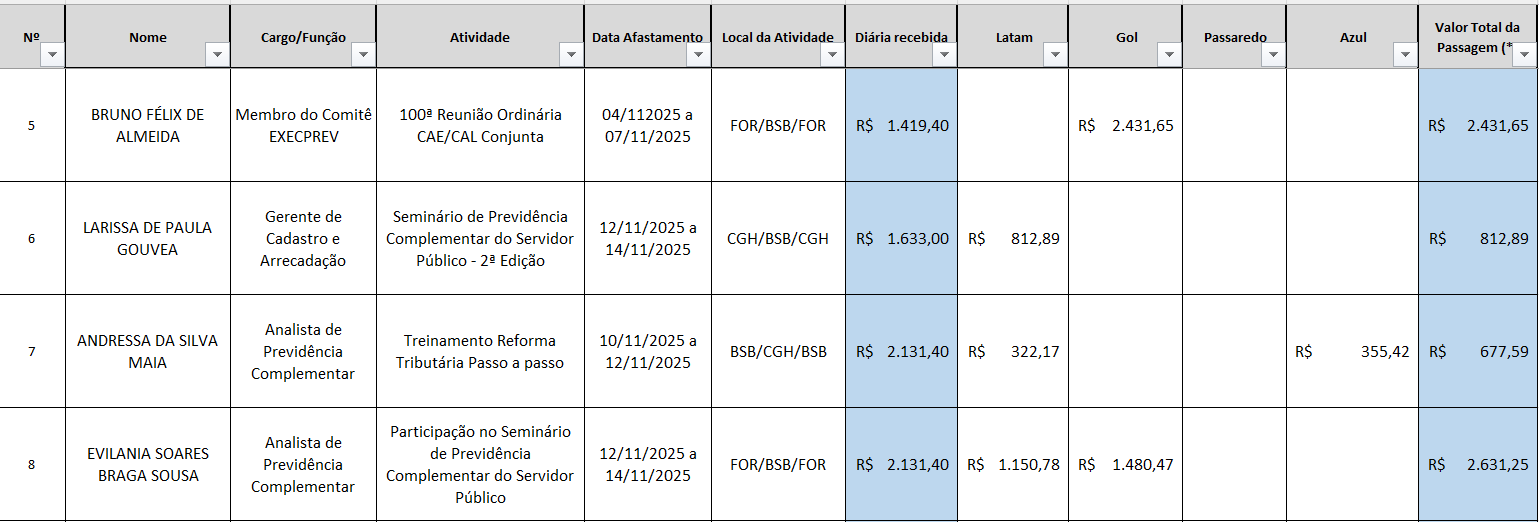 Nº Nome Cargo/Função Atividade Data Afastamento Local da Atividade Diária recebida Latam Gol Passaredo Azul Valor Total da
Passagem (*
5 BRUNO FÉLIX DE Membro do Comitê 100ª Reunião Ordinária 04/112025 a FOR/BSB/FOR R$ 1.419,40 R$ 2.431,65 R$ 2.431,65
ALMEIDA EXECPREV CAE/CAL Conjunta 07/11/2025
Gerente de Seminário de Previdência
6 LARISSA DE PAULA Cadastro e Complementar do Servidor 12/11/2025 a CGH/BSB/CGH R$ 1.633,00 R$ 812,89 R$ 812,89
GOUVEA Arrecadação Público - 2ª Edição 14/11/2025
Analista de
7 ANDRESSA DA SILVA Previdência Treinamento Reforma 10/11/2025 a BSB/CGH/BSB R$ 2.131,40 R$ 322,17 R$ 355,42 R$ 677,59
MAIA Complementar Tributária Passo a passo 12/11/2025
Participação no Seminário
8 EVILANIA SOARES Analista de de Previdência 12/11/2025 a FOR/BSB/FOR R$ 2.131,40 R$ 1.150,78 R$ 1.480,47 R$ 2.631,25
BRAGA SOUSA Previdência Complementar do Servidor 14/11/2025
Complementar Público